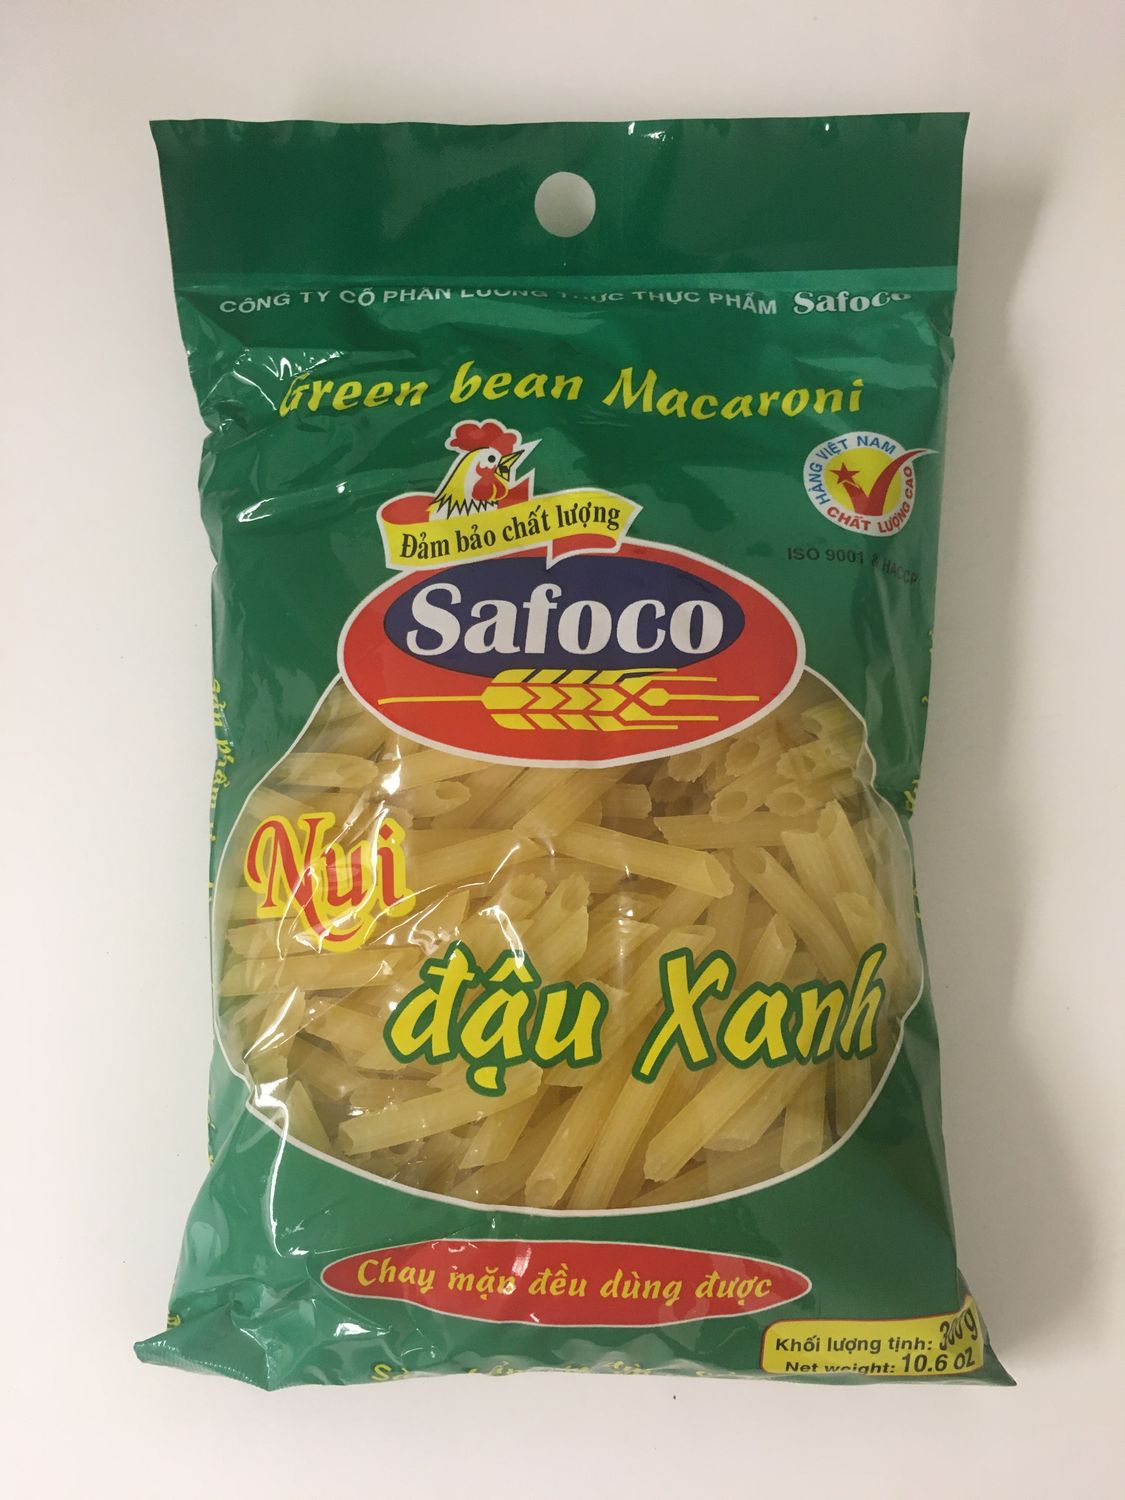 CÔNG TY CỔ PHẦN LƯƠNG THỰC THỰC PHẨM Safoco
Green bean Macaroni
HÀNG VIỆT NAM
CHẤT LƯỢNG CAO
ISO 9001 & HACCP
Đảm bảo chất lượng
Safoco
Nui
đậu Xanh
Chay mặn đều dùng được
Khối lượng tịnh: 300g
Net weight: 10.6 oz